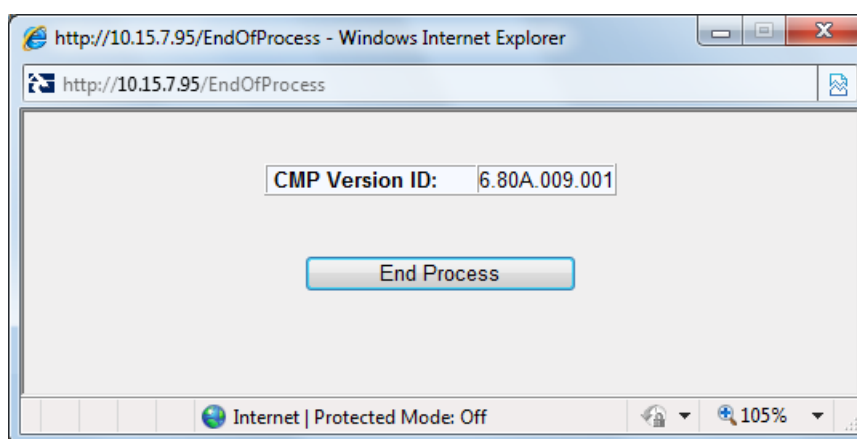 http://10.15.7.95/EndOfProcess - Windows Internet Explorer
http://10.15.7.95/EndOfProcess
CMP Version ID: 6.80A.009.001
End Process
Internet | Protected Mode: Off 105%